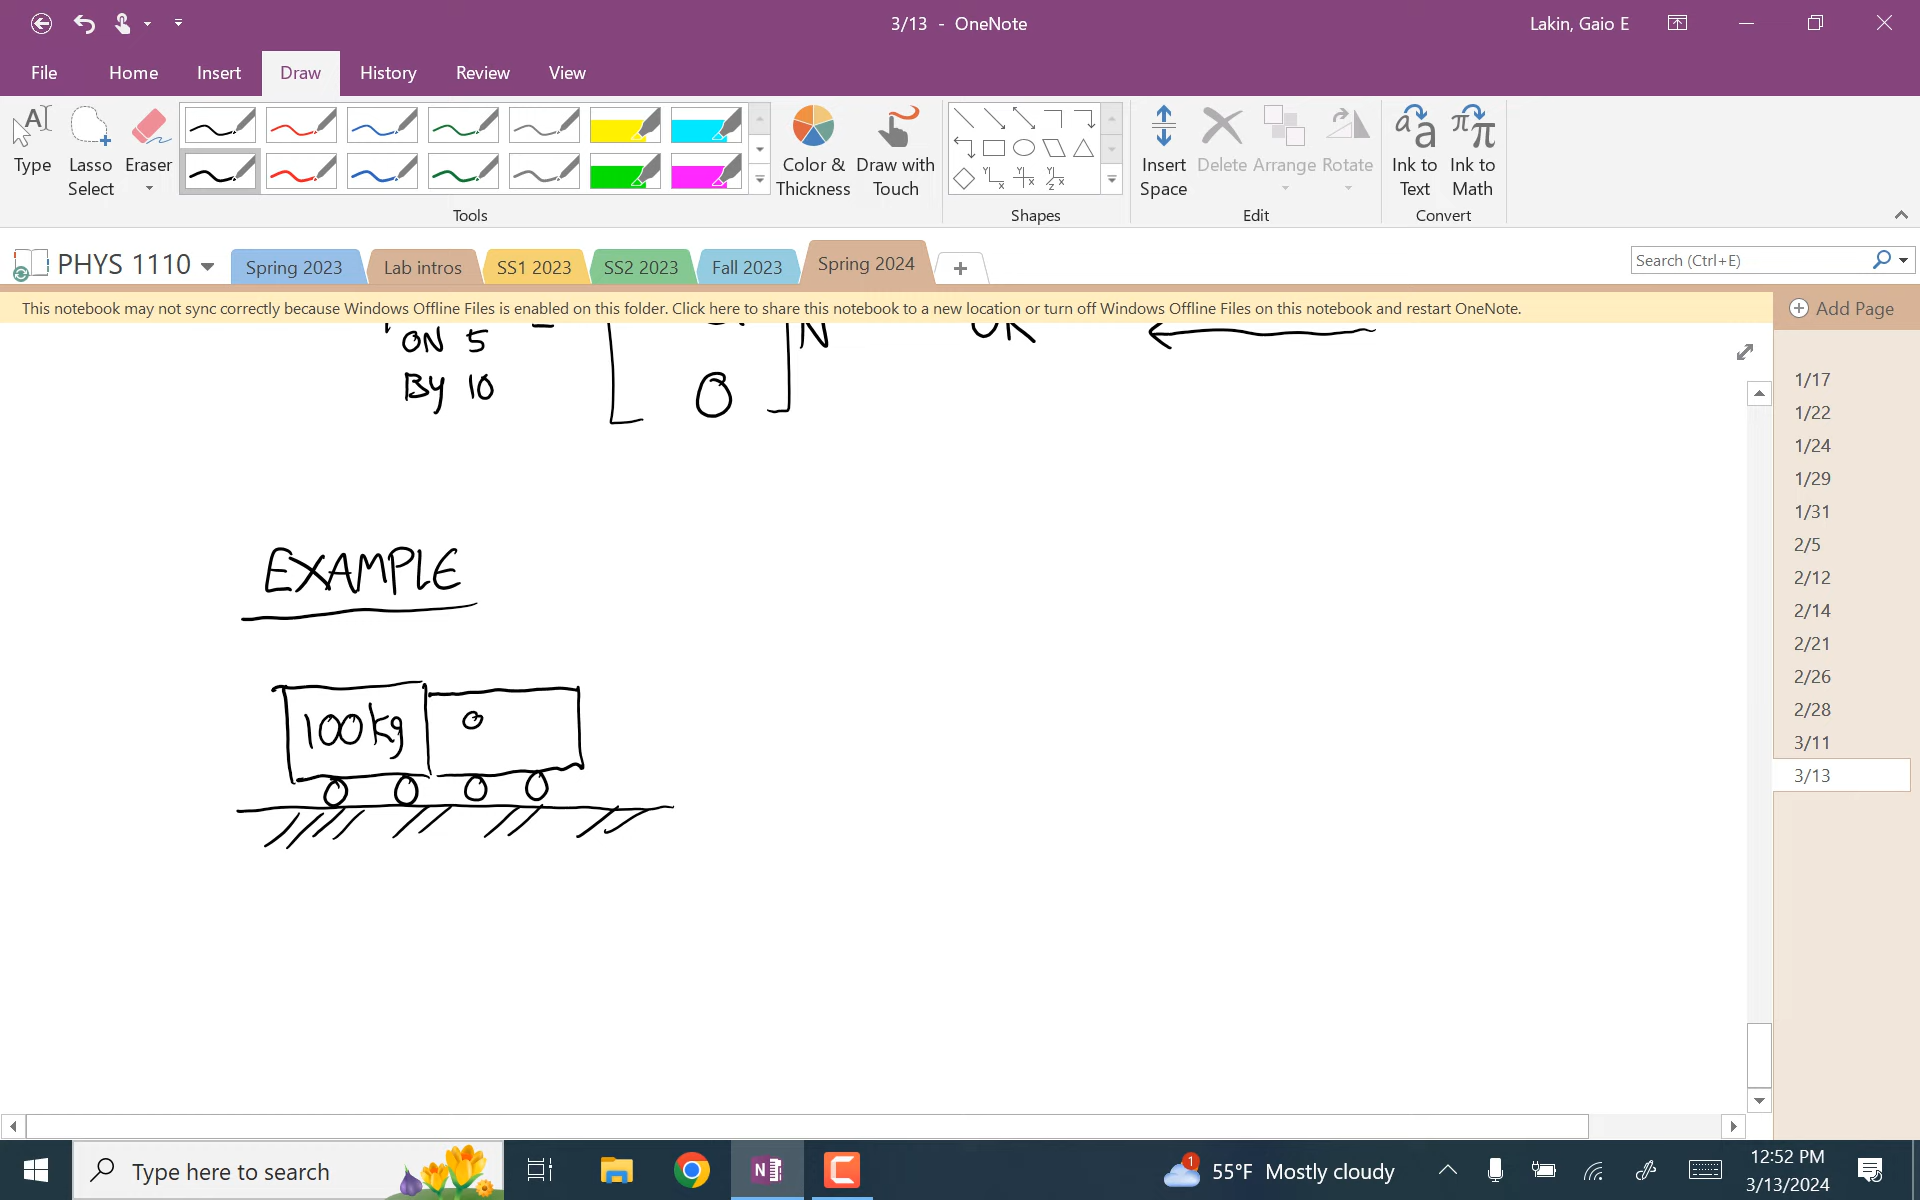 3/13 - OneNote
Lakin, Gaio E
File Home Insert Draw History Review View
Type
Lasso Select
Eraser
Color & Thickness
Draw with Touch
Insert Space
Delete
Arrange
Rotate
Ink to Text
Ink to Math
Tools Shapes Edit Convert
PHYS 1110
Spring 2023 Lab intros SS1 2023 SS2 2023 Fall 2023 Spring 2024
Search (Ctrl+E)
This notebook may not sync correctly because Windows Offline Files is enabled on this folder. Click here to share this notebook to a new location or turn off Windows Offline Files on this notebook and restart OneNote.
Add Page
ON 5
By 10
0
N
OR
1/17
1/22
1/24
1/29
1/31
2/5
2/12
2/14
2/21
2/26
2/28
3/11
3/13
EXAMPLE
100kg
Type here to search
1
55°F Mostly cloudy
12:52 PM
3/13/2024